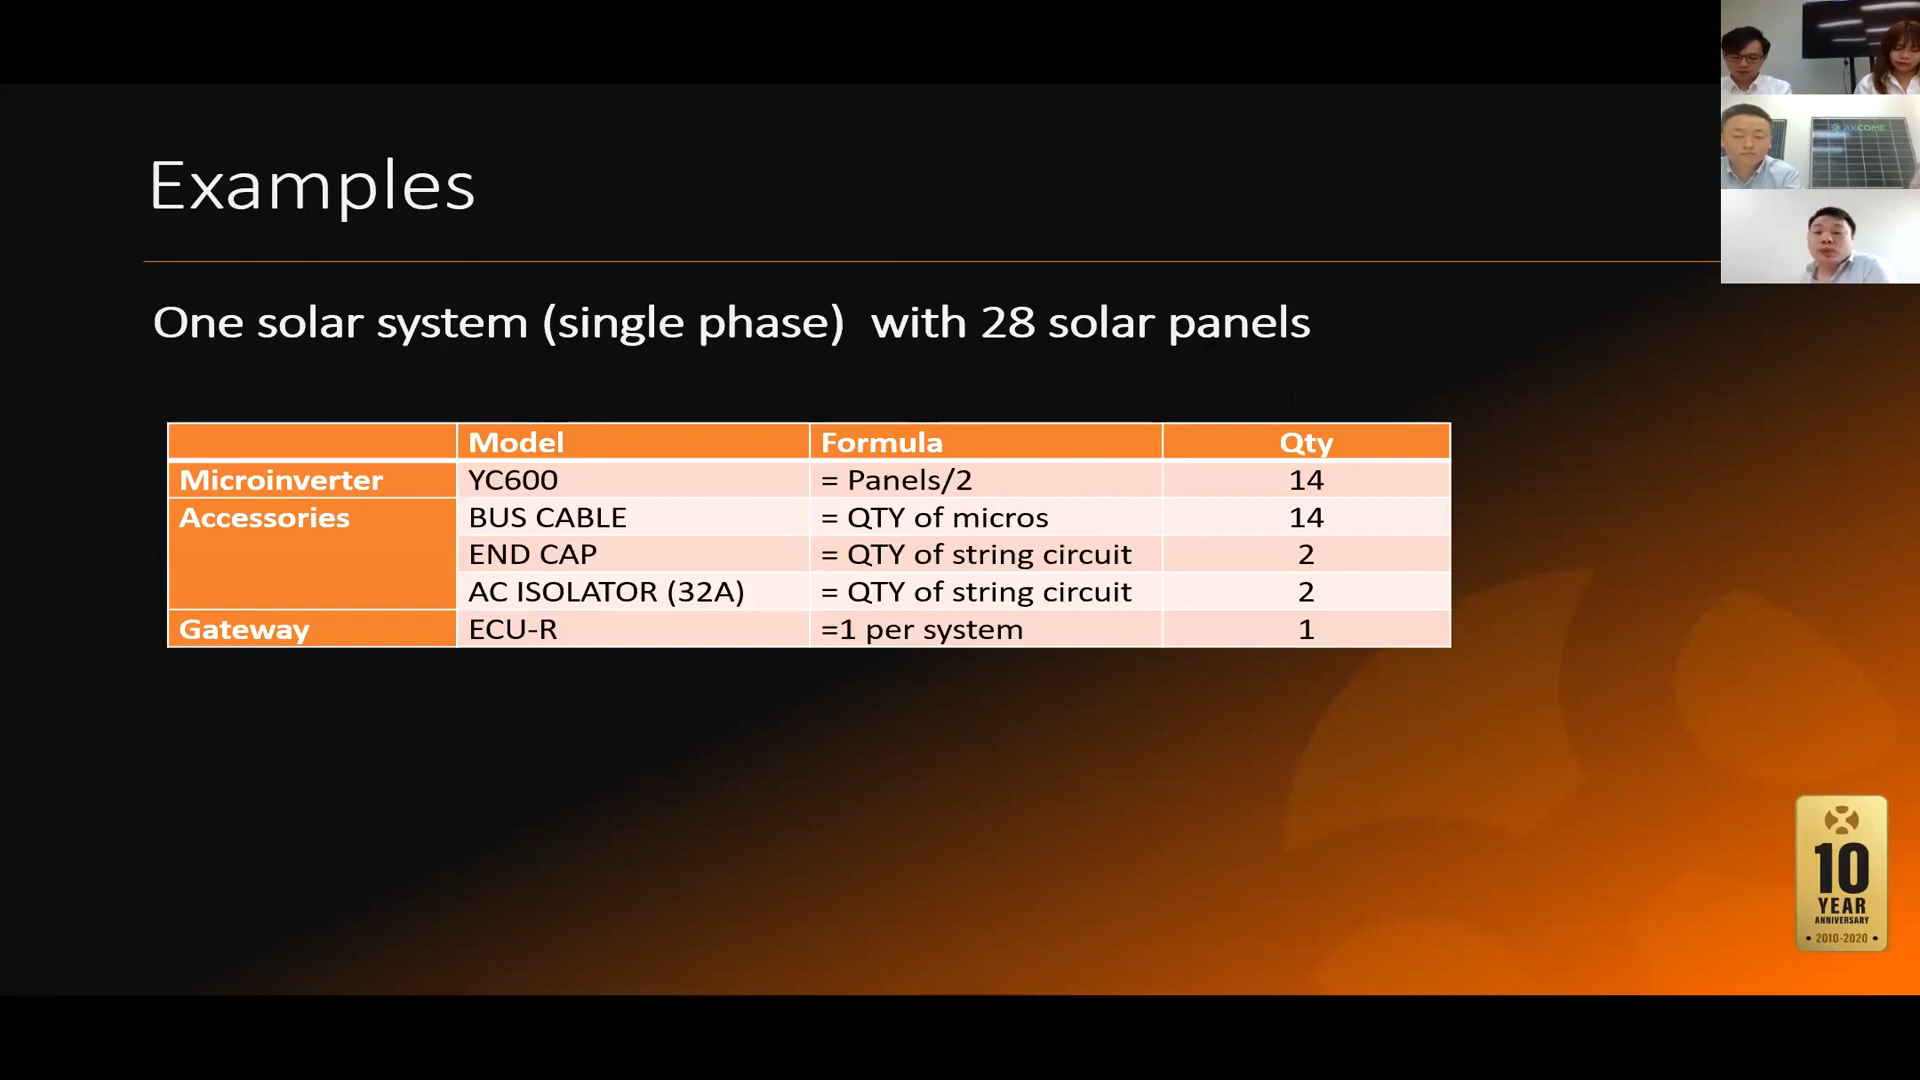 Examples
One solar system (single phase)  with 28 solar panels
Model Formula Qty
Microinverter YC600 = Panels/2 14
Accessories BUS CABLE = QTY of micros 14
END CAP = QTY of string circuit 2
AC ISOLATOR (32A) = QTY of string circuit 2
Gateway ECU-R =1 per system 1
AKCOME
10
YEAR
ANNIVERSARY
• 2010-2020 •